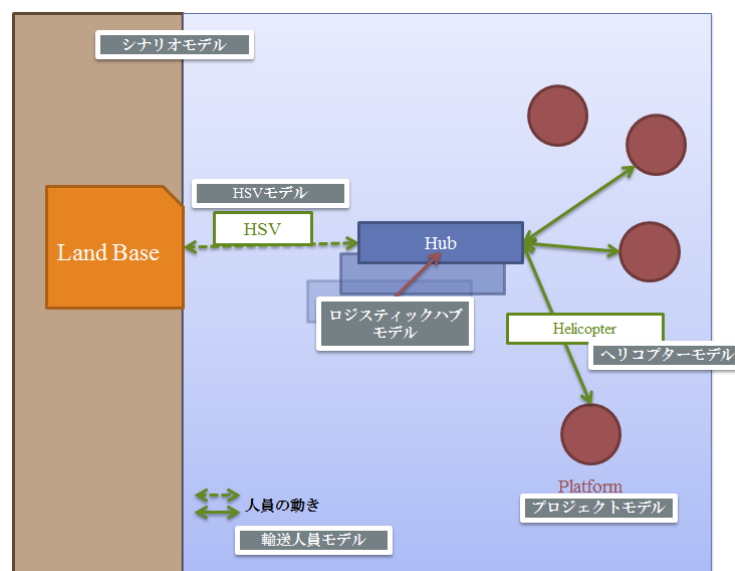 シナリオモデル
HSVモデル
HSV
Land Base
Hub
ロジスティックハブ
モデル
Helicopter
ヘリコプターモデル
Platform
プロジェクトモデル
人員の動き
輸送人員モデル